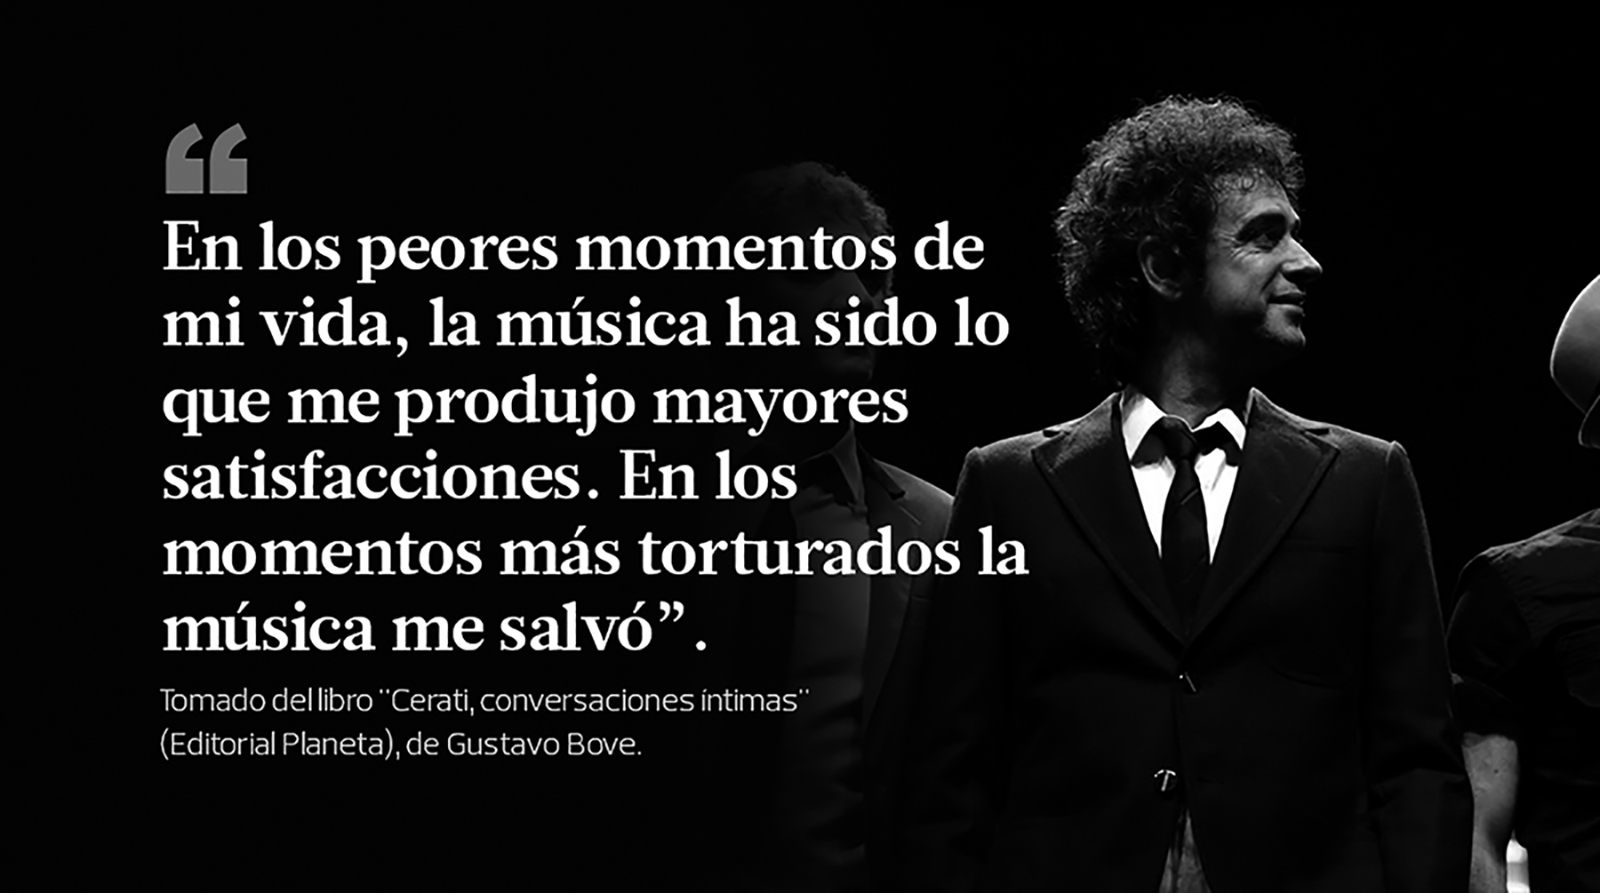 “
En los peores momentos de
mi vida, la música ha sido lo
que me produjo mayores
satisfacciones. En los
momentos más torturados la
música me salvó”.
Tomado del libro "Cerati, conversaciones íntimas"
(Editorial Planeta), de Gustavo Bove.